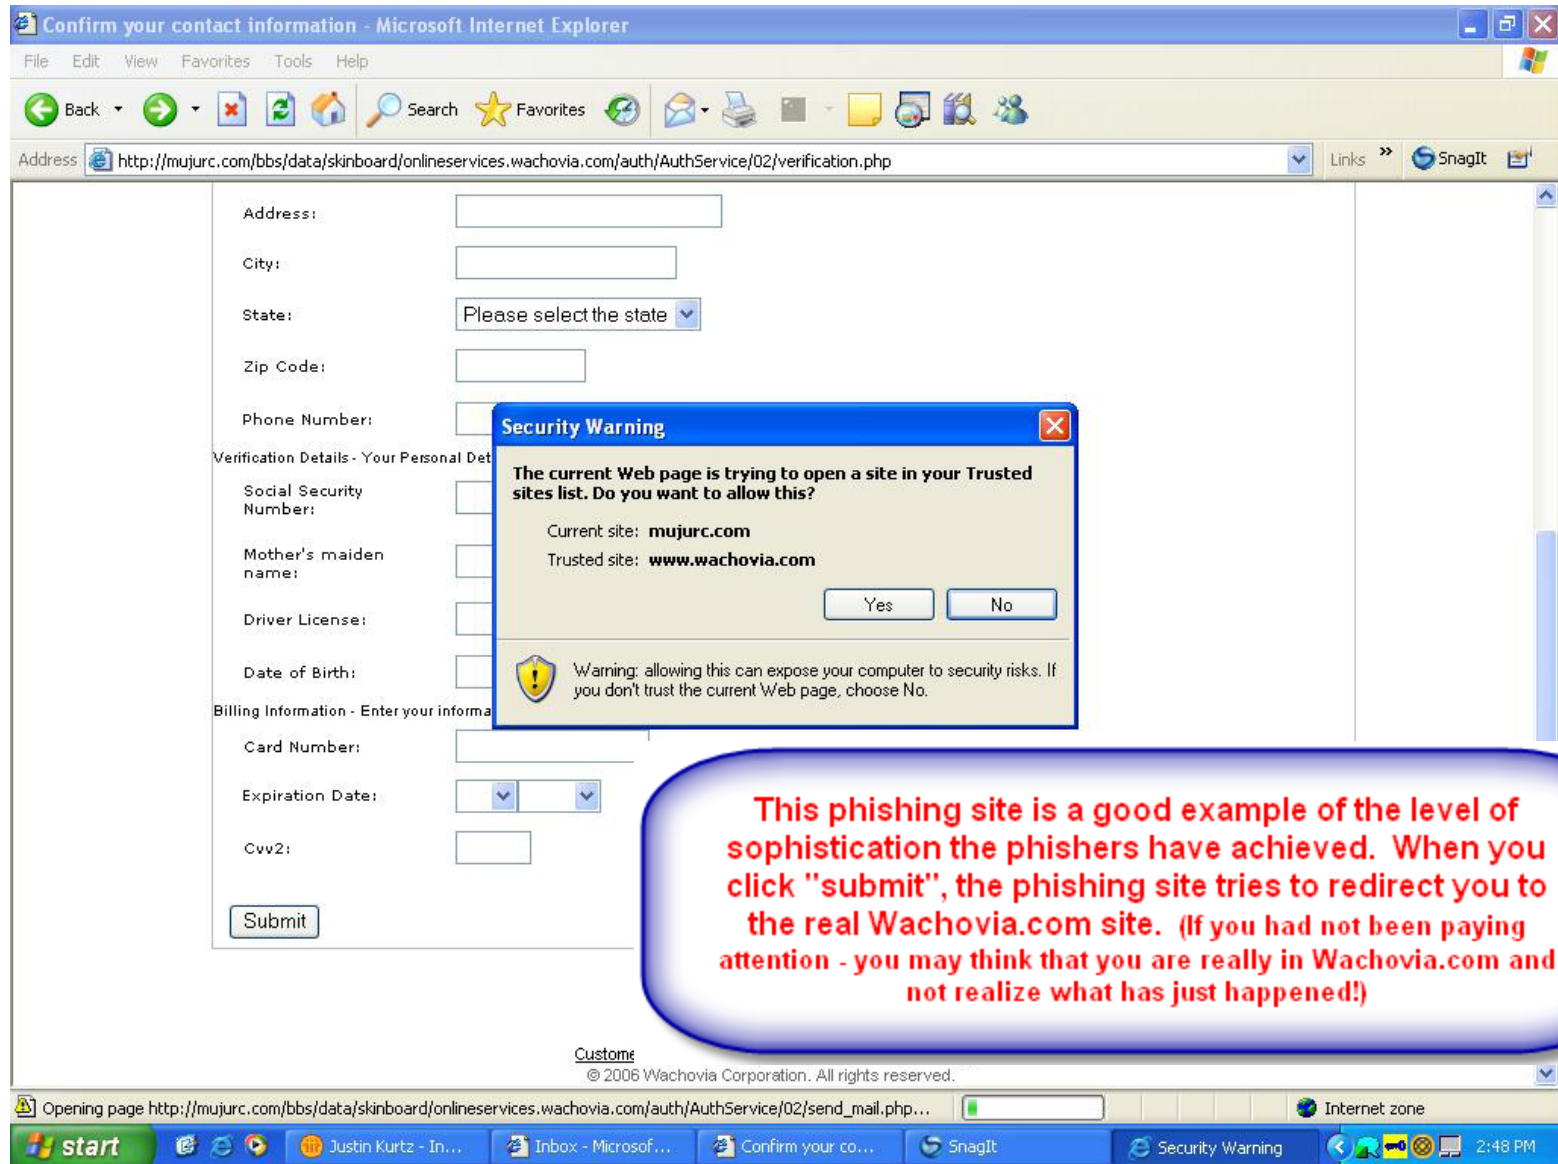 Confirm your contact information - Microsoft Internet Explorer
File Edit View Favorites Tools Help
Back Search Favorites
Address http://mujurc.com/bbs/data/skinboard/onlineservices.wachovia.com/auth/AuthService/02/verification.php Links » SnagIt
Address:
City:
State: Please select the state
Zip Code:
Phone Number:
Verification Details - Your Personal Det
Social Security
Number:
Mother's maiden
name:
Driver License:
Date of Birth:
Billing Information - Enter your informa
Card Number:
Expiration Date:
Cvv2:
Submit
Security Warning
The current Web page is trying to open a site in your Trusted
sites list. Do you want to allow this?
Current site: mujurc.com
Trusted site: www.wachovia.com
Yes No
Warning: allowing this can expose your computer to security risks. If
you don't trust the current Web page, choose No.
This phishing site is a good example of the level of
sophistication the phishers have achieved. When you
click "submit", the phishing site tries to redirect you to
the real Wachovia.com site. (If you had not been paying
attention - you may think that you are really in Wachovia.com and
not realize what has just happened!)
Custome
© 2006 Wachovia Corporation. All rights reserved.
Opening page http://mujurc.com/bbs/data/skinboard/onlineservices.wachovia.com/auth/AuthService/02/send_mail.php... Internet zone
start Justin Kurtz - In... Inbox - Microsof... Confirm your co... SnagIt Security Warning 2:48 PM